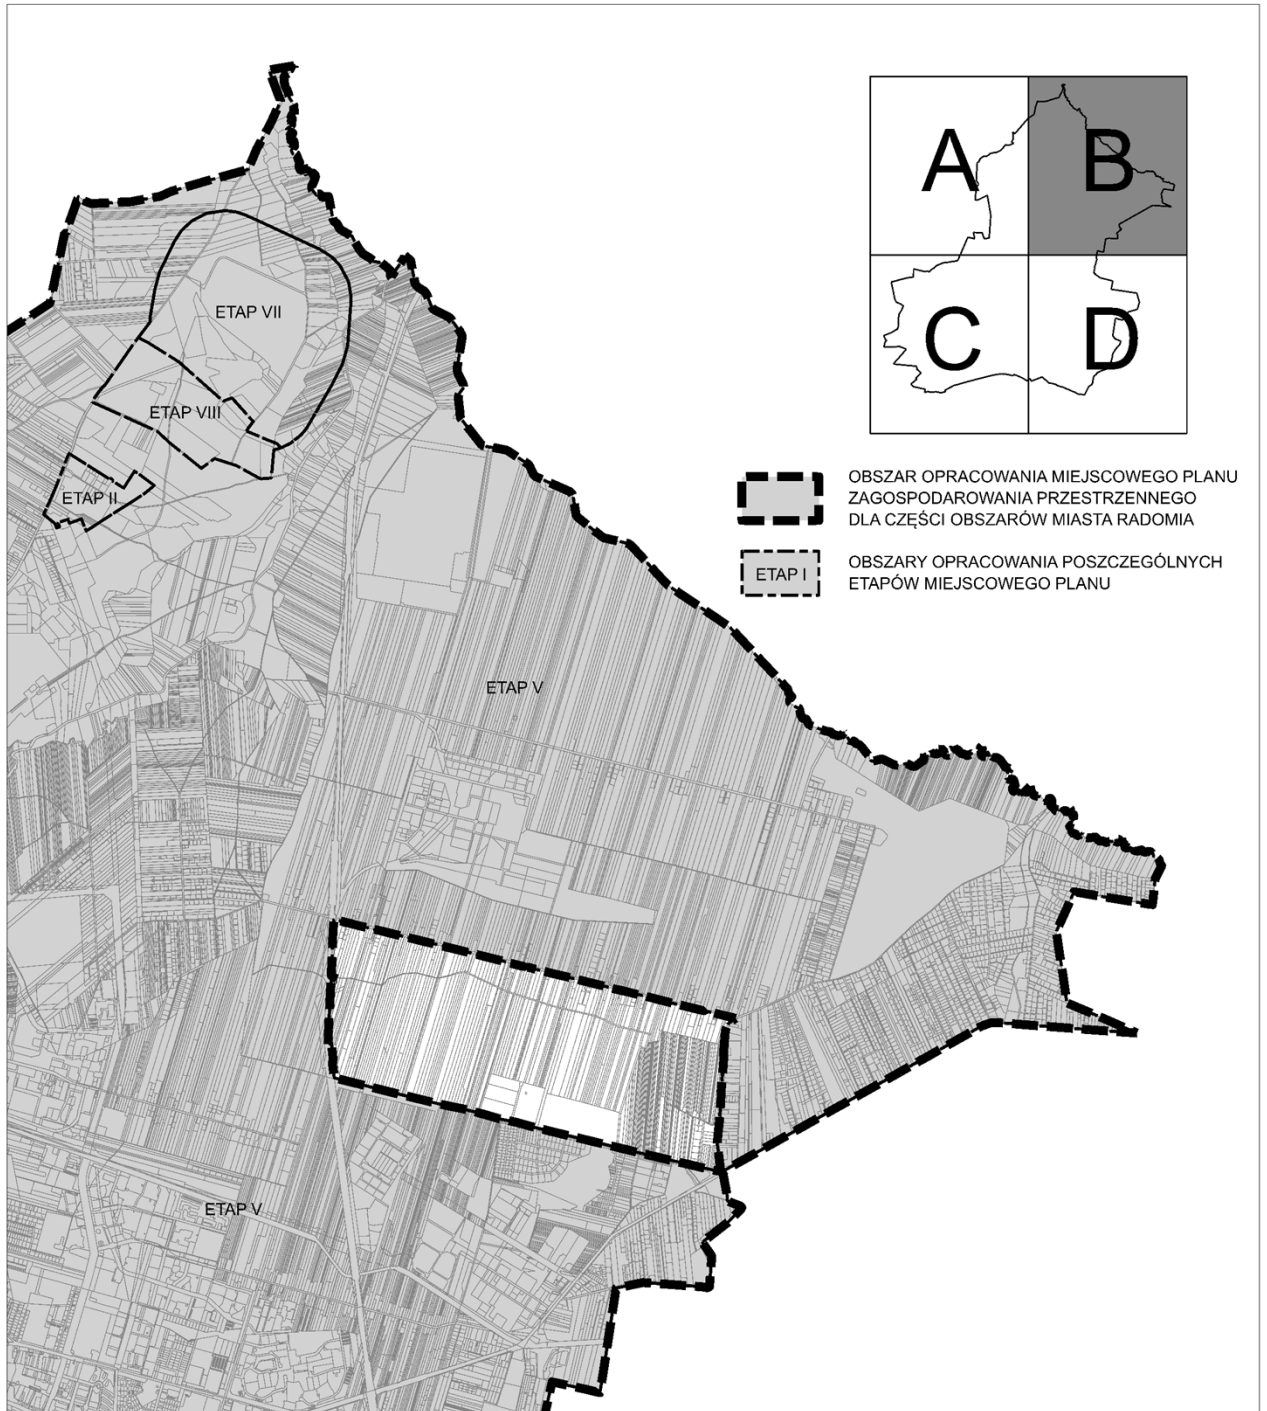 A
B
C
D
OBSZAR OPRACOWANIA MIEJSCOWEGO PLANU
ZAGOSPODAROWANIA PRZESTRZENNEGO
DLA CZĘŚCI OBSZARÓW MIASTA RADOMIA
ETAP I
OBSZARY OPRACOWANIA POSZCZEGÓLNYCH
ETAPÓW MIEJSCOWEGO PLANU
ETAP VII
ETAP VIII
ETAP II
ETAP V
ETAP V